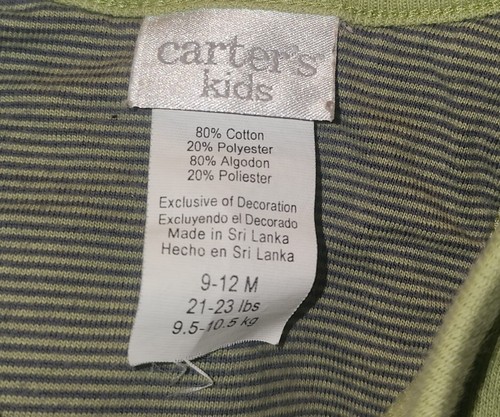 carter's
kids
80% Cotton
20% Polyester
80% Algodon
20% Poliester
Exclusive of Decoration
Excluyendo el Decorado
Made in Sri Lanka
Hecho en Sri Lanka
9-12 M
21-23 lbs
9.5-10.5 kg